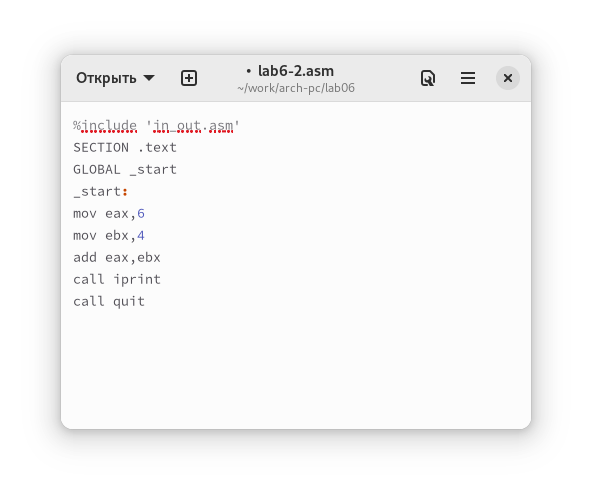 Открыть
• lab6-2.asm
~/work/arch-pc/lab06
%include 'in_out.asm'
SECTION .text
GLOBAL _start
_start:
mov eax,6
mov ebx,4
add eax,ebx
call iprint
call quit